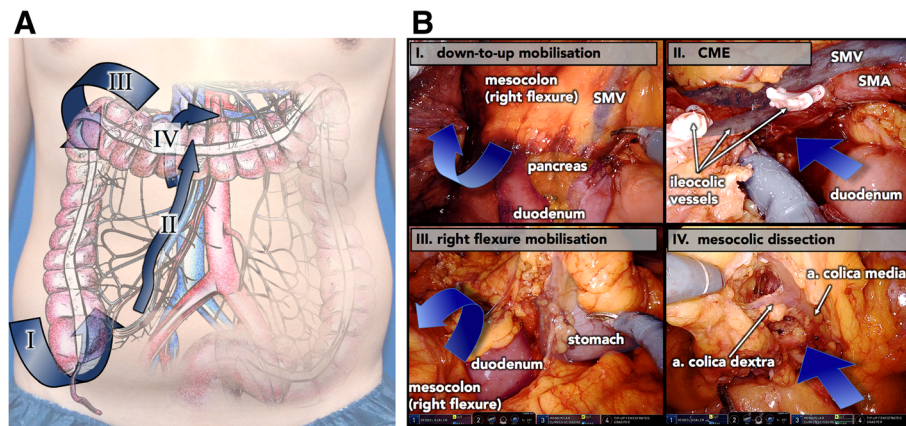 A
III
IV
II
I
B
I. down-to-up mobilisation
mesocolon
(right flexure)
SMV
pancreas
duodenum
II. CME
SMV
SMA
ileocolic
vessels
duodenum
III. right flexure mobilisation
stomach
duodenum
mesocolon
(right flexure)
IV. mesocolic dissection
a. colica media
a. colica dextra